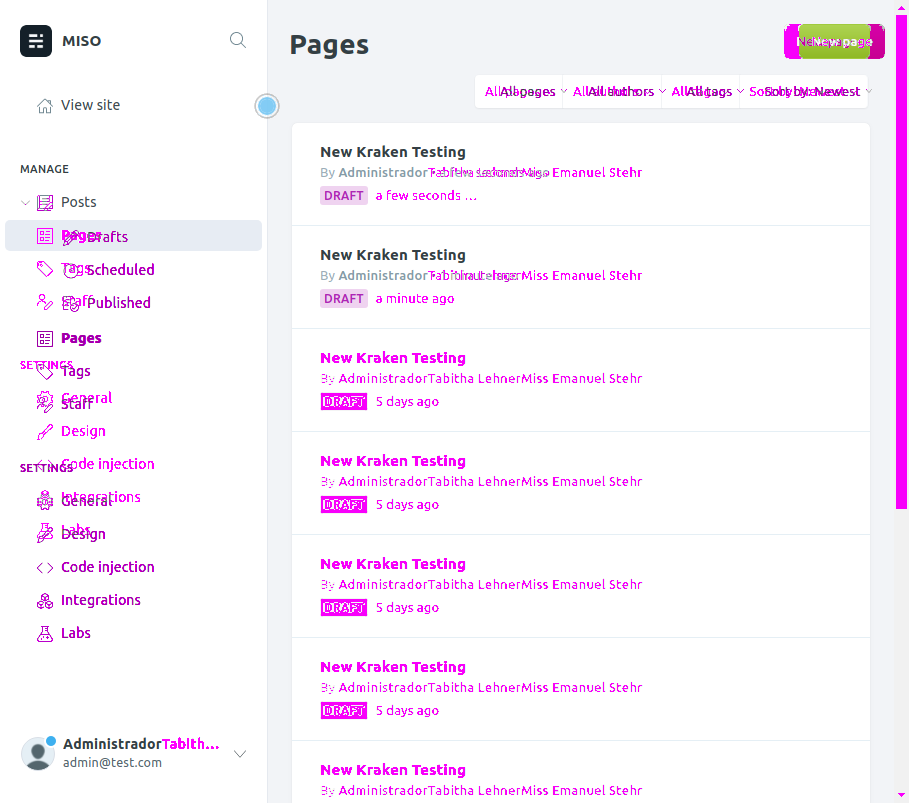 MISO
View site
MANAGE
Posts
Pages Drafts
Tags Scheduled
Staff Published
Pages
SETTINGS
Tags
General
Staff
Design
Code injection
SETTINGS
Integrations
General
Labs
Design
Code injection
Integrations
Labs
AdministradorTabith...
admin@test.com
Pages
New page
All pages All authors All tags Sort by: Newest
New Kraken Testing
By AdministradorTabitha LehnerMiss Emanuel Stehr
DRAFT a few seconds ...
New Kraken Testing
By AdministradorTabitha LehnerMiss Emanuel Stehr
DRAFT a minute ago
New Kraken Testing
By AdministradorTabitha LehnerMiss Emanuel Stehr
DRAFT 5 days ago
New Kraken Testing
By AdministradorTabitha LehnerMiss Emanuel Stehr
DRAFT 5 days ago
New Kraken Testing
By AdministradorTabitha LehnerMiss Emanuel Stehr
DRAFT 5 days ago
New Kraken Testing
By AdministradorTabitha LehnerMiss Emanuel Stehr
DRAFT 5 days ago
New Kraken Testing
By AdministradorTabitha LehnerMiss Emanuel Stehr